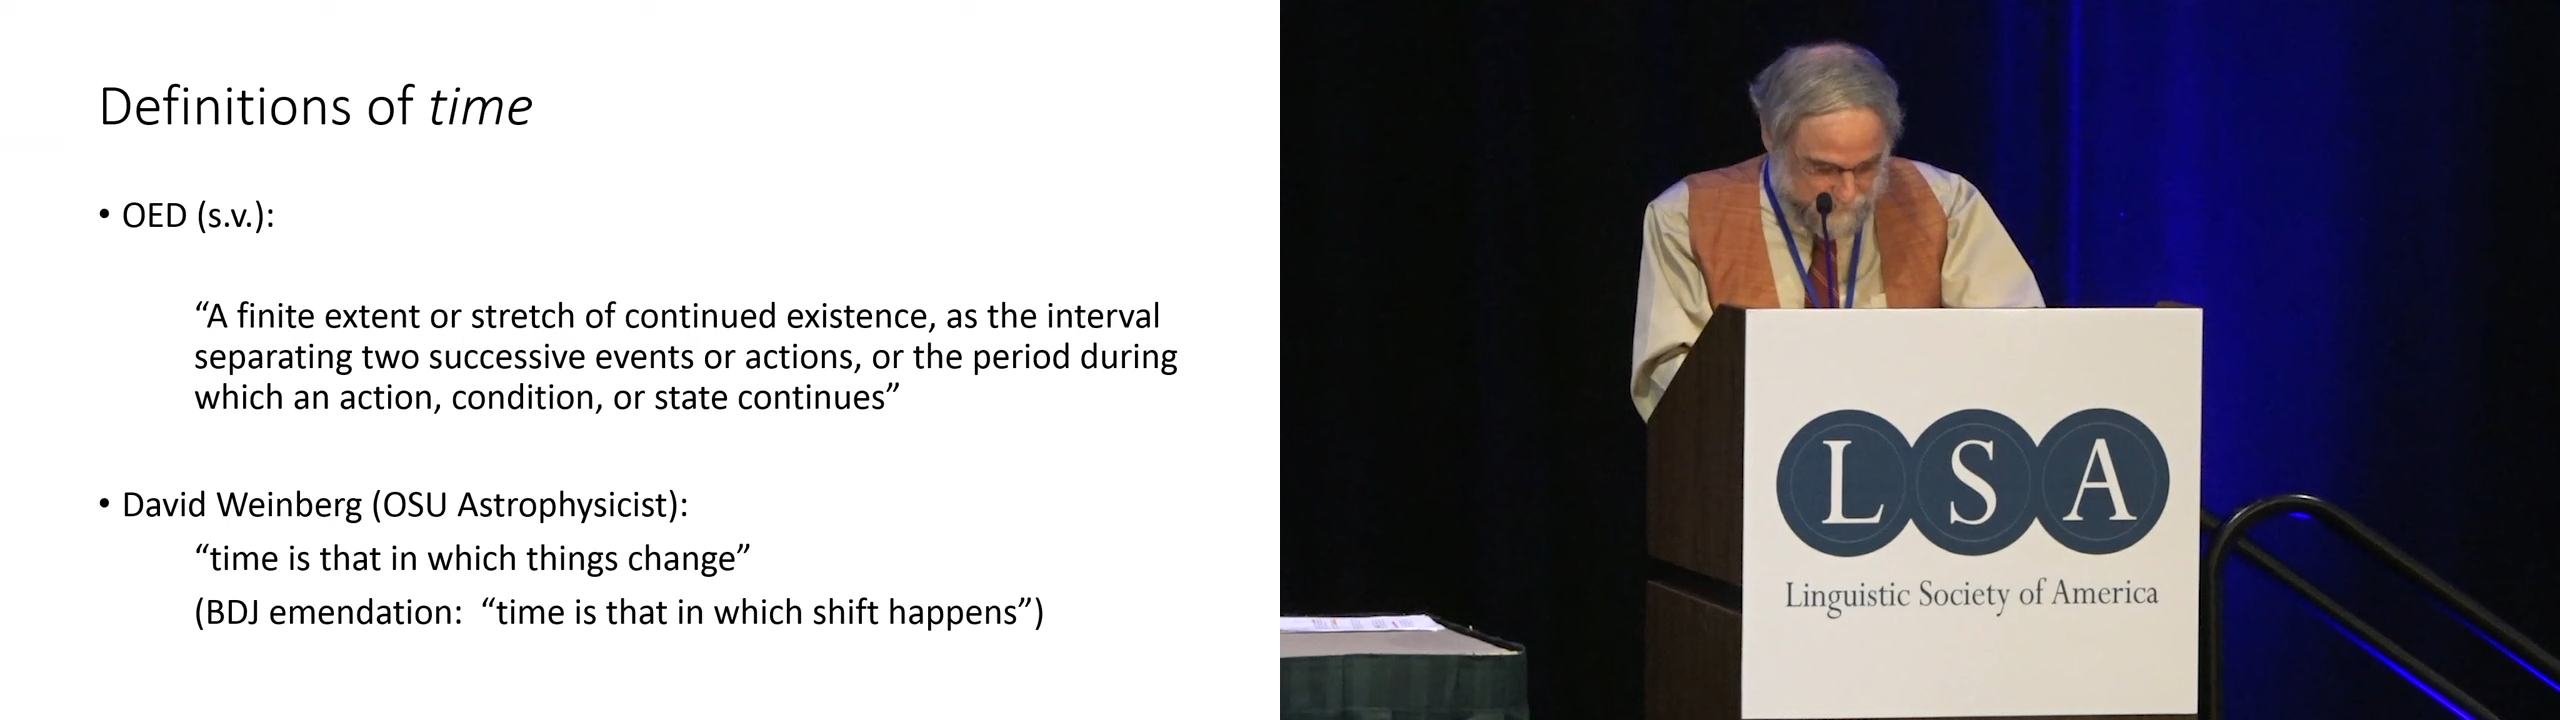 Definitions of time
• OED (s.v.):
“A finite extent or stretch of continued existence, as the interval
separating two successive events or actions, or the period during
which an action, condition, or state continues”
• David Weinberg (OSU Astrophysicist):
“time is that in which things change”
(BDJ emendation:  “time is that in which shift happens”)
LSA
Linguistic Society of America